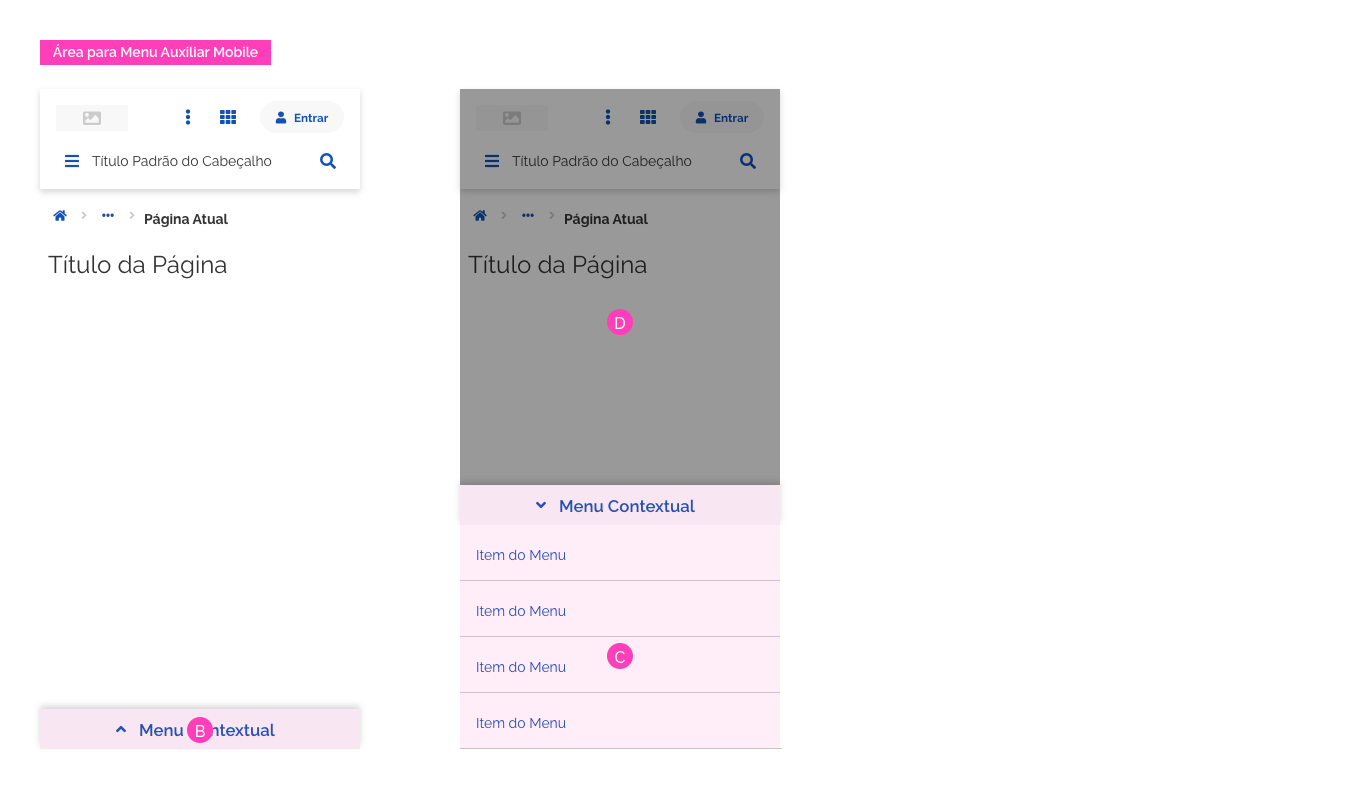 Área para Menu Auxiliar Mobile
Entrar
Título Padrão do Cabeçalho
Página Atual
Título da Página
Menu ntextual
B
Entrar
Título Padrão do Cabeçalho
Página Atual
Título da Página
D
Menu Contextual
Item do Menu
Item do Menu
C
Item do Menu
Item do Menu